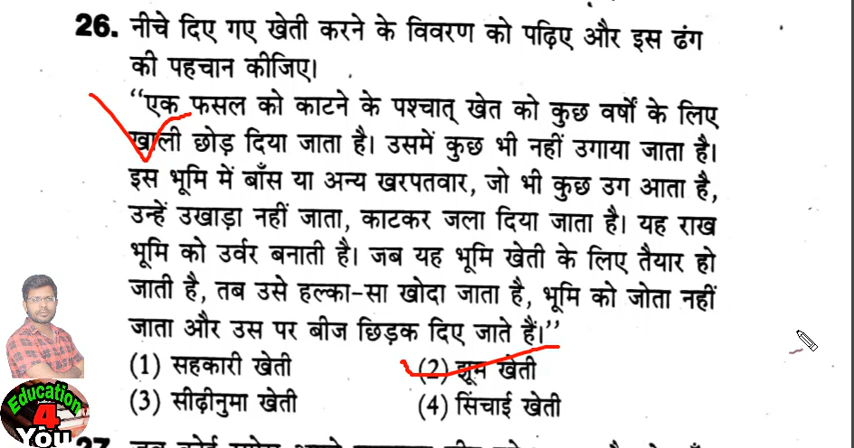 26. नीचे दिए गए खेती करने के विवरण को पढ़िए और इस ढंग
की पहचान कीजिए।
“एक फसल को काटने के पश्चात् खेत को कुछ वर्षों के लिए
खाली छोड़ दिया जाता है। उसमें कुछ भी नहीं उगाया जाता है।
इस भूमि में बाँस या अन्य खरपतवार, जो भी कुछ उग आता है,
उन्हें उखाड़ा नहीं जाता, काटकर जला दिया जाता है। यह राख
भूमि को उर्वर बनाती है। जब यह भूमि खेती के लिए तैयार हो
जाती है, तब उसे हल्का-सा खोदा जाता है, भूमि को जोता नहीं
जाता और उस पर बीज छिड़क दिए जाते हैं।”
(1) सहकारी खेती (2) झूम खेती
(3) सीढ़ीनुमा खेती (4) सिंचाई खेती
Education
4
You
27.